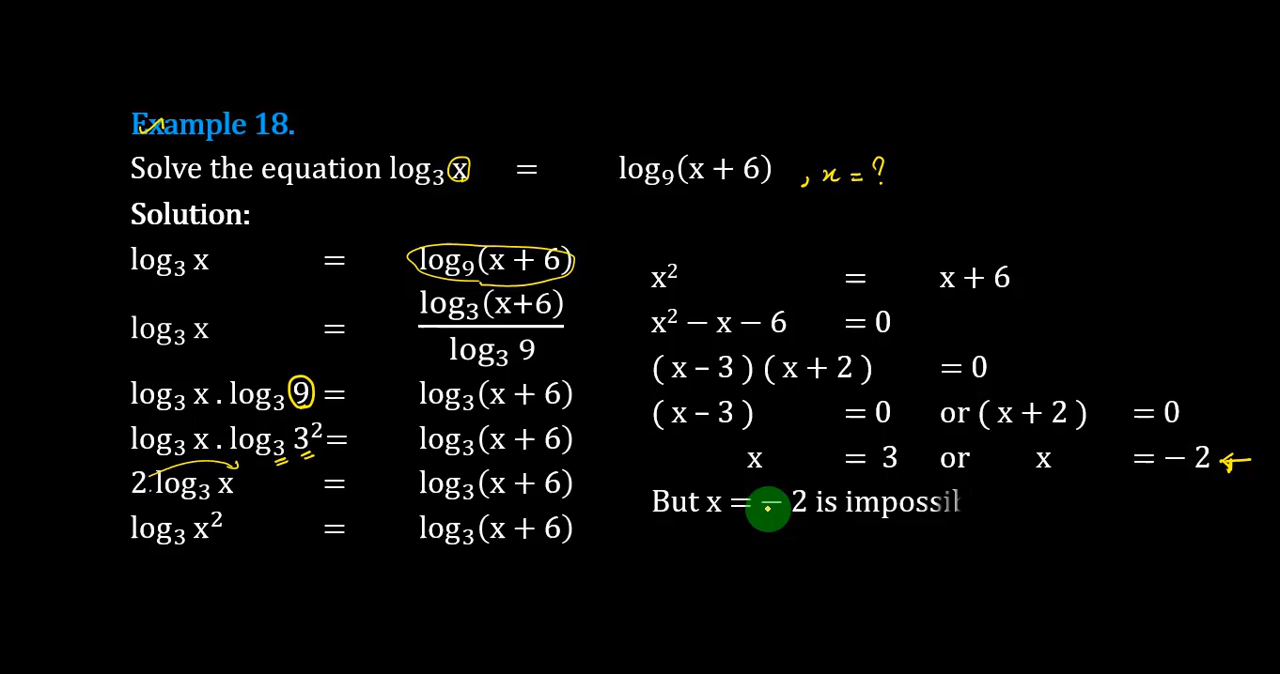 Example 18.
Solve the equation log₃ x = log₉(x + 6) , x = ?
Solution:
log₃ x = log₉(x + 6)
log₃ x = log₃(x+6) / log₃ 9
log₃ x . log₃ 9 = log₃(x + 6)
log₃ x . log₃ 3² = log₃(x + 6)
2 log₃ x = log₃(x + 6)
log₃ x² = log₃(x + 6)
x² = x + 6
x² − x − 6 = 0
( x – 3 ) ( x + 2 ) = 0
( x – 3 ) = 0 or ( x + 2 ) = 0
x = 3 or x = − 2
But x = − 2 is impossil